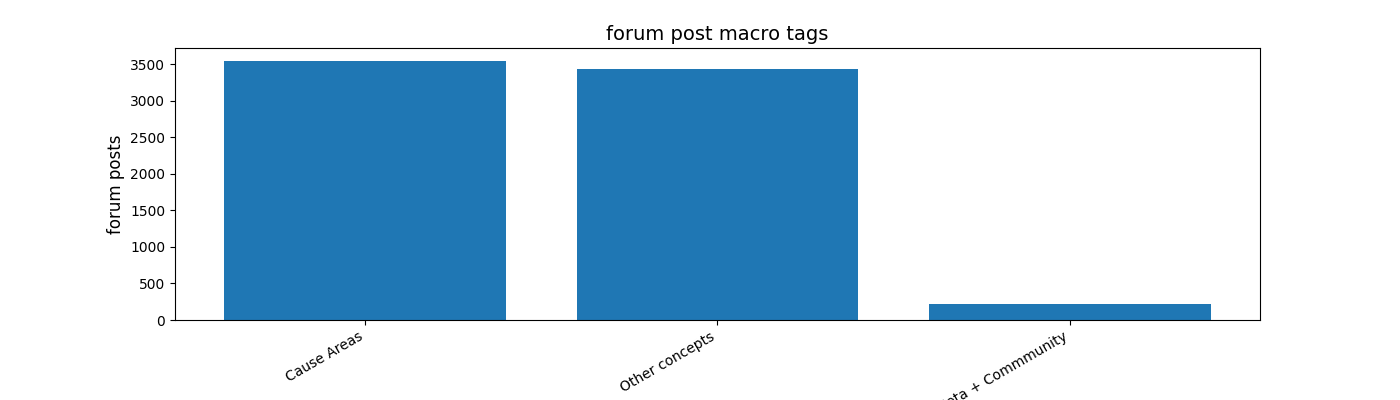 forum post macro tags
forum posts
3500
3000
2500
2000
1500
1000
500
0
Cause Areas
Other concepts
+ Commmunity